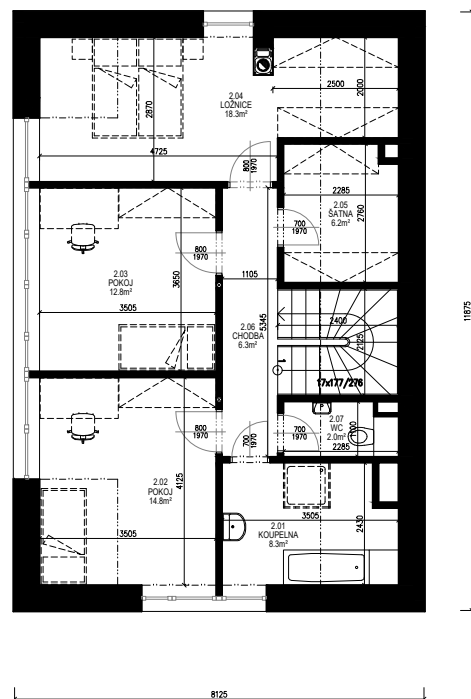 2.04
LOŽNICE
18.3m²
2500
2000
2870
4725
800
1970
2285
2.05
ŠATNA
6.2m²
2760
700
1970
800
1970
2.03
POKOJ
12.8m²
3650
3505
1105
2.06
CHODBA
6.3m²
5345
2400
2125
1
17x177/276
2.07
WC
2.0m²
1000
2285
700
1970
800
1970
700
1970
2.02
POKOJ
14.8m²
4125
3505
2.01
KOUPELNA
8.3m²
3505
2430
11875
8125